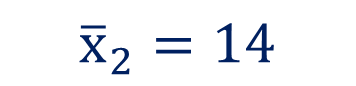 x̅₂ = 14